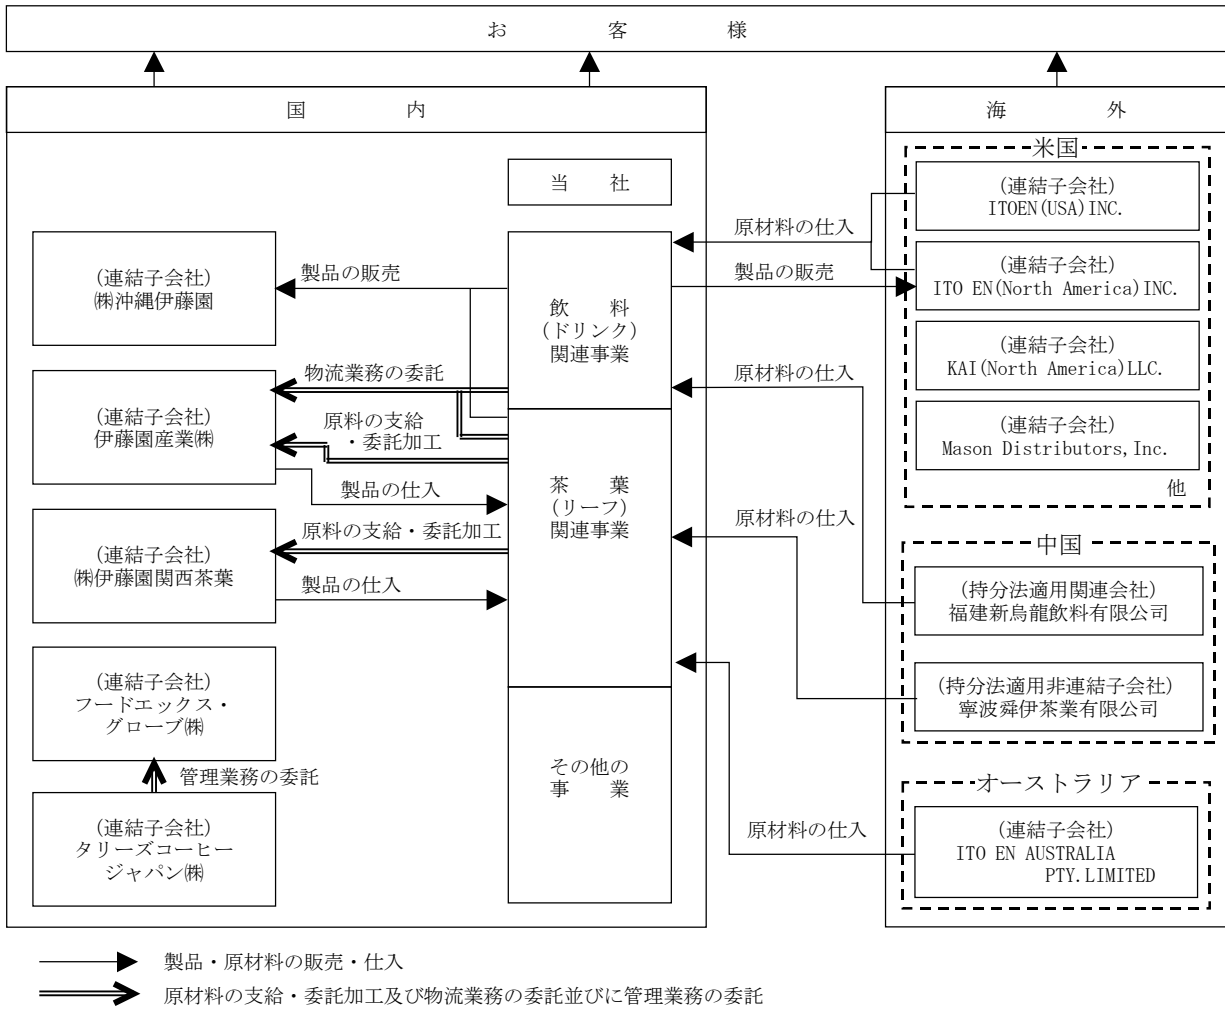 お　　　　客　　　　様
国　　　　内
当　　社
(連結子会社)
㈱沖縄伊藤園
製品の販売
飲　　料
(ドリンク)
関連事業
物流業務の委託
(連結子会社)
伊藤園産業㈱
原料の支給
・委託加工
製品の仕入
茶　　葉
(リーフ)
関連事業
原料の支給・委託加工
(連結子会社)
㈱伊藤園関西茶葉
製品の仕入
(連結子会社)
フードエックス・
グローブ㈱
管理業務の委託
(連結子会社)
タリーズコーヒー
ジャパン㈱
その他の
事　　業
原材料の仕入
製品の販売
原材料の仕入
原材料の仕入
原材料の仕入
海　　　　外
米国
(連結子会社)
ITOEN(USA)INC.
(連結子会社)
ITO EN(North America)INC.
(連結子会社)
KAI(North America)LLC.
(連結子会社)
Mason Distributors,Inc.
他
中国
(持分法適用関連会社)
福建新烏龍飲料有限公司
(持分法適用非連結子会社)
寧波舜伊茶業有限公司
オーストラリア
(連結子会社)
ITO EN AUSTRALIA
PTY.LIMITED
製品・原材料の販売・仕入
原材料の支給・委託加工及び物流業務の委託並びに管理業務の委託